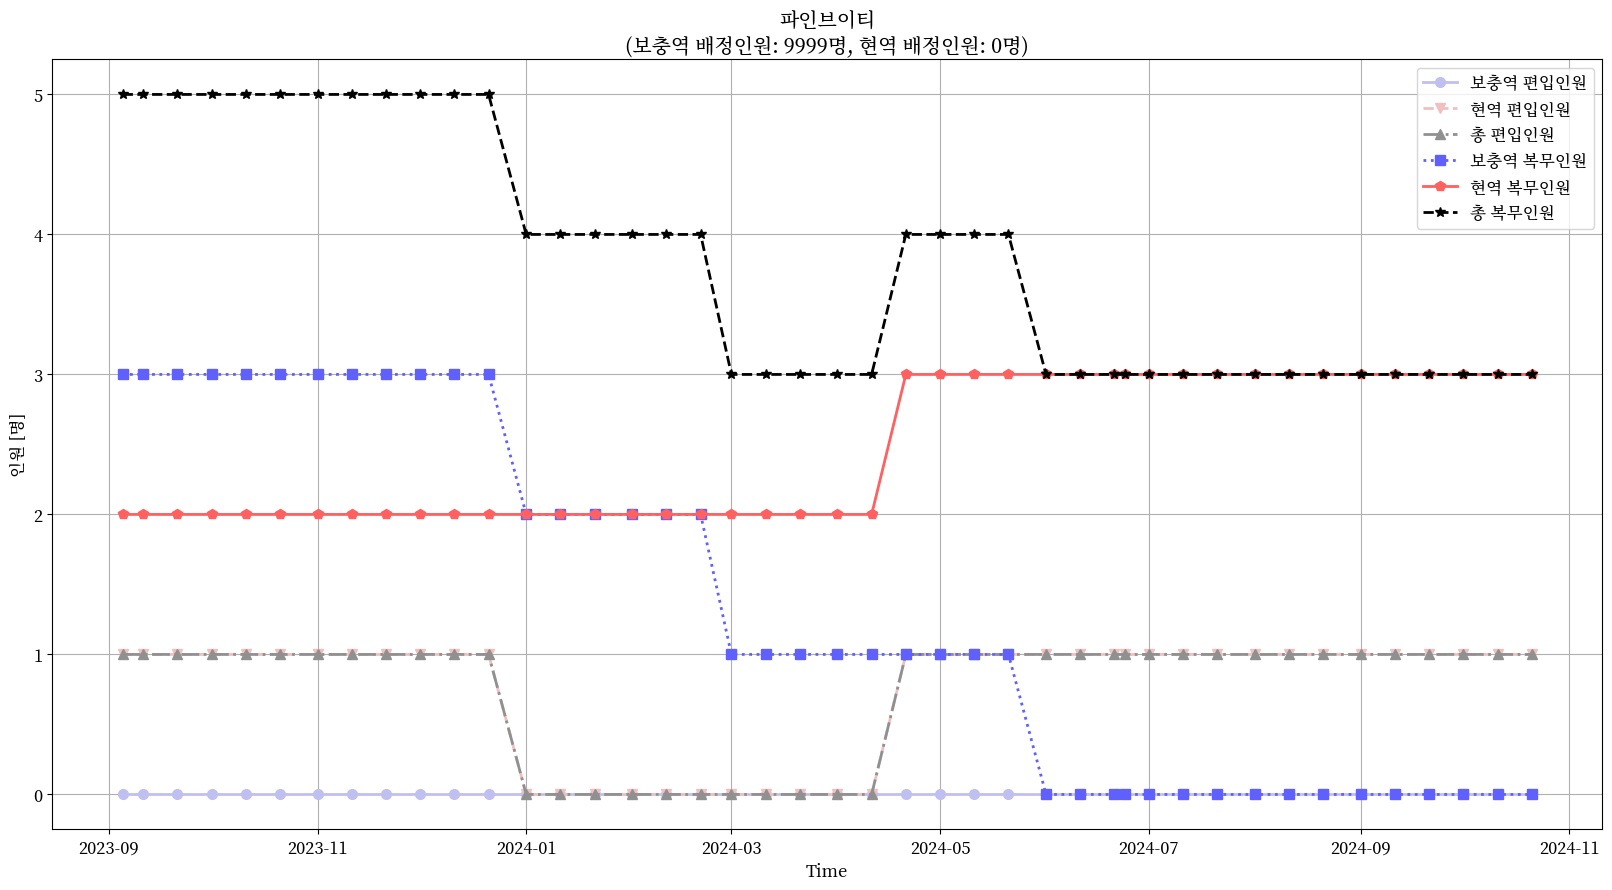 파인브이티
(보충역 배정인원: 9999명, 현역 배정인원: 0명)
보충역 편입인원
현역 편입인원
총 편입인원
보충역 복무인원
현역 복무인원
총 복무인원
인원 [명]
5
4
3
2
1
0
2023-09
2023-11
2024-01
2024-03
2024-05
2024-07
2024-09
2024-11
Time